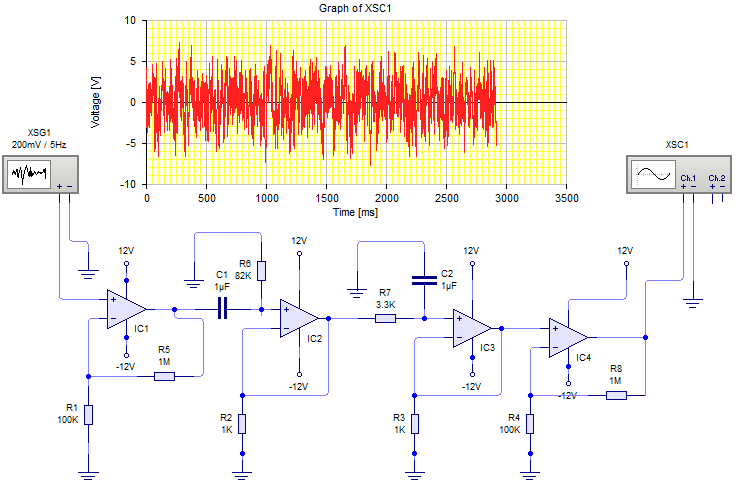 Graph of XSC1
10
5
0
-5
-10
Voltage [V]
0
500
1000
1500
2000
2500
3000
3500
Time [ms]
XSG1
200mV / 5Hz
+ -
XSC1
Ch.1 Ch.2
+ - + -
12V
+
-
IC1
-12V
R5
1M
R1
100K
C1
1µF
R6
82K
12V
+
-
IC2
-12V
R2
1K
R7
3.3K
C2
1µF
12V
+
-
IC3
-12V
R3
1K
12V
+
-
IC4
-12V
R8
1M
R4
100K